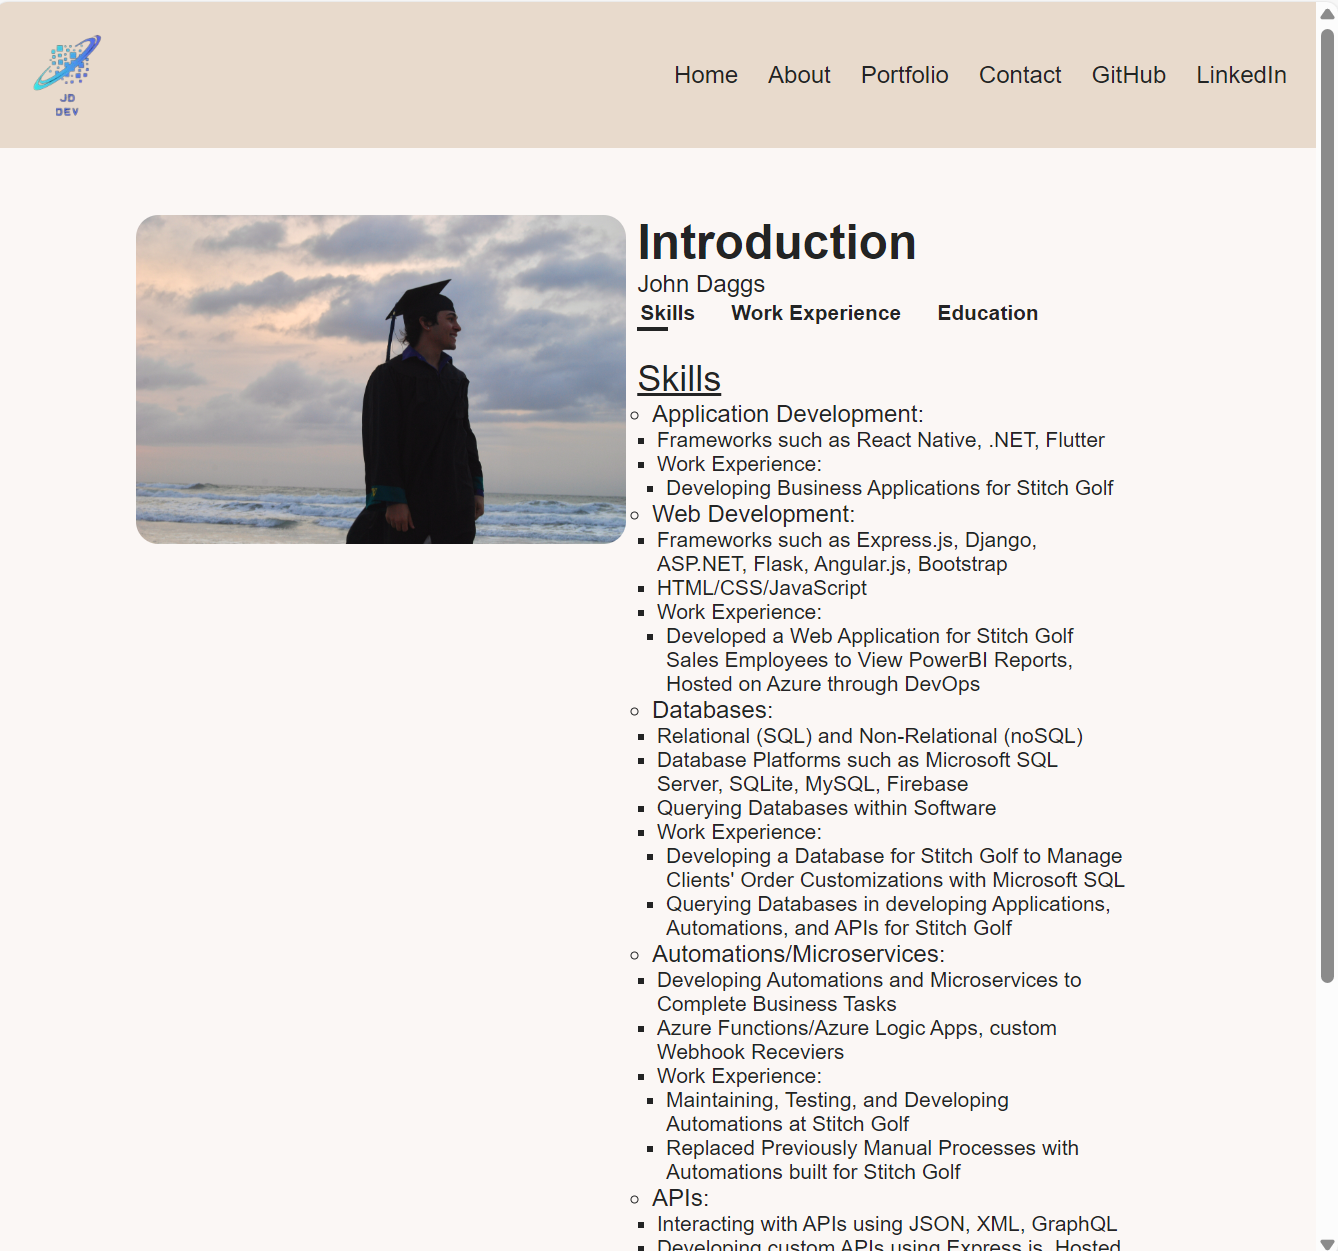 JD
DEV
Home About Portfolio Contact GitHub LinkedIn
Introduction
John Daggs
Skills Work Experience Education
Skills
Application Development:
Frameworks such as React Native, .NET, Flutter
Work Experience:
Developing Business Applications for Stitch Golf
Web Development:
Frameworks such as Express.js, Django,
ASP.NET, Flask, Angular.js, Bootstrap
HTML/CSS/JavaScript
Work Experience:
Developed a Web Application for Stitch Golf
Sales Employees to View PowerBI Reports,
Hosted on Azure through DevOps
Databases:
Relational (SQL) and Non-Relational (noSQL)
Database Platforms such as Microsoft SQL
Server, SQLite, MySQL, Firebase
Querying Databases within Software
Work Experience:
Developing a Database for Stitch Golf to Manage
Clients' Order Customizations with Microsoft SQL
Querying Databases in developing Applications,
Automations, and APIs for Stitch Golf
Automations/Microservices:
Developing Automations and Microservices to
Complete Business Tasks
Azure Functions/Azure Logic Apps, custom
Webhook Receviers
Work Experience:
Maintaining, Testing, and Developing
Automations at Stitch Golf
Replaced Previously Manual Processes with
Automations built for Stitch Golf
APIs:
Interacting with APIs using JSON, XML, GraphQL
Developing custom APIs using Express.js, Hosted